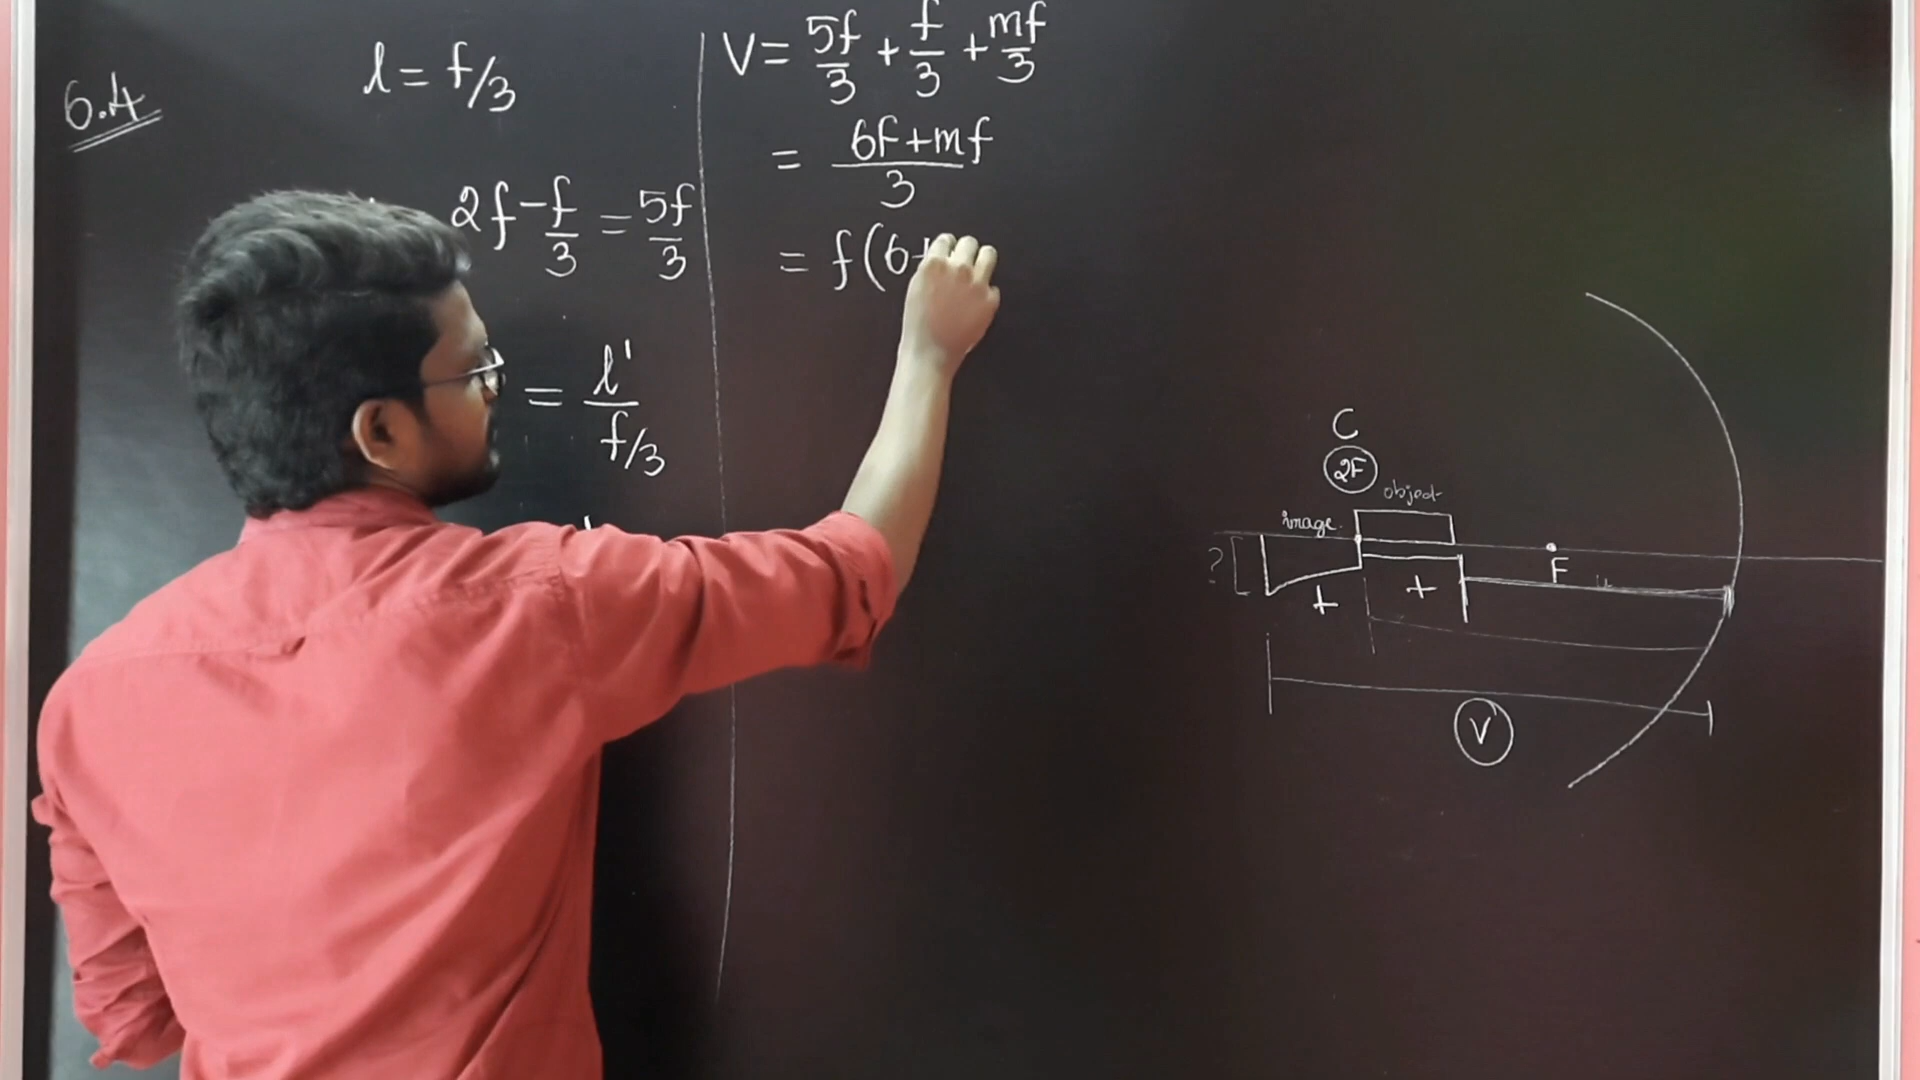 6.4
l = f/3
2f - f/3 = 5f/3
= l'/f/3
V = 5f/3 + f/3 + mf/3
= 6f+mf/3
= f(6+
C
2F
object
image
?
+ +
F
u
V